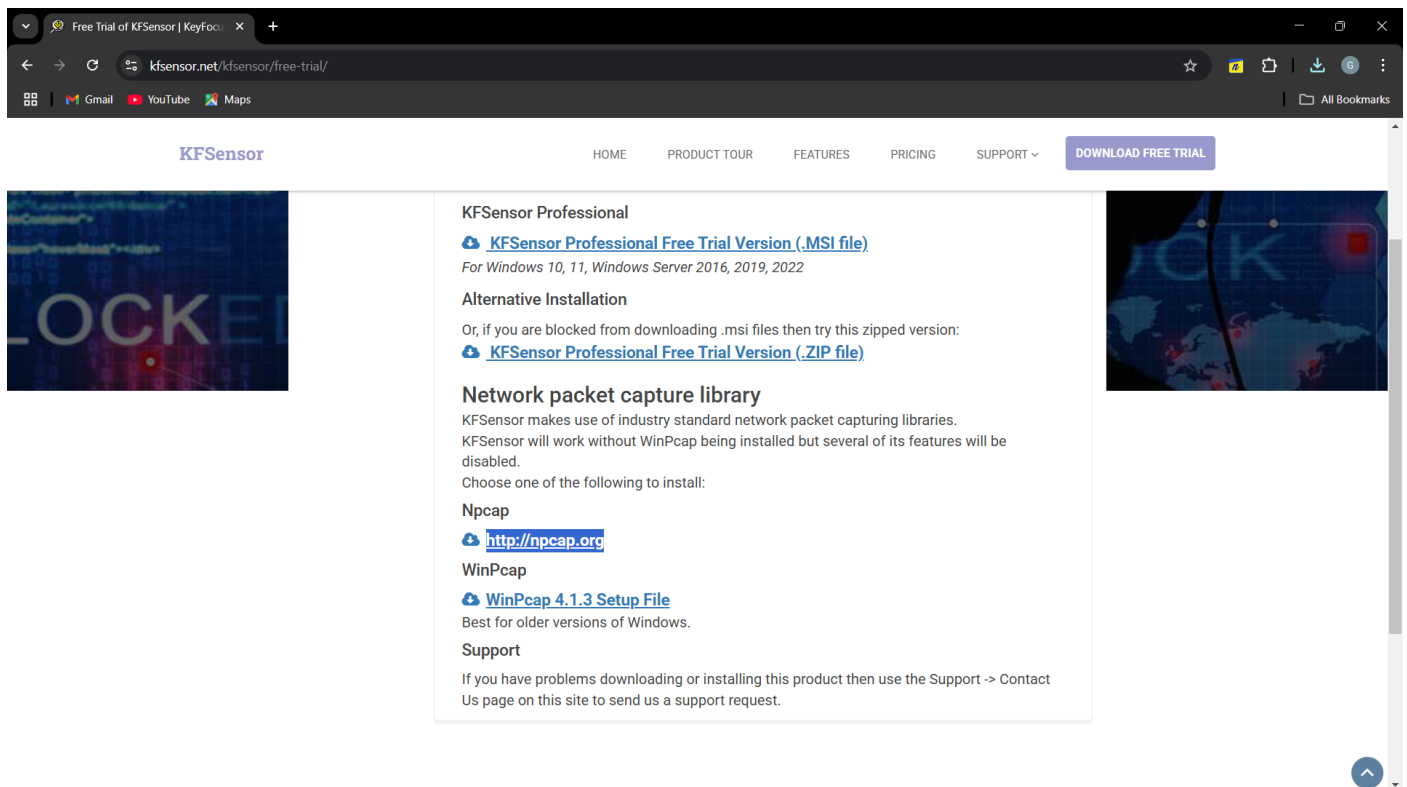 Free Trial of KFSensor | KeyFocu
kfsensor.net/kfsensor/free-trial/
G
Gmail
YouTube
Maps
All Bookmarks
KFSensor
HOME
PRODUCT TOUR
FEATURES
PRICING
SUPPORT
DOWNLOAD FREE TRIAL
LOCKE
OCK
KFSensor Professional
KFSensor Professional Free Trial Version (.MSI file)
For Windows 10, 11, Windows Server 2016, 2019, 2022
Alternative Installation
Or, if you are blocked from downloading .msi files then try this zipped version:
KFSensor Professional Free Trial Version (.ZIP file)
Network packet capture library
KFSensor makes use of industry standard network packet capturing libraries.
KFSensor will work without WinPcap being installed but several of its features will be
disabled.
Choose one of the following to install:
Npcap
http://npcap.org
WinPcap
WinPcap 4.1.3 Setup File
Best for older versions of Windows.
Support
If you have problems downloading or installing this product then use the Support -> Contact
Us page on this site to send us a support request.